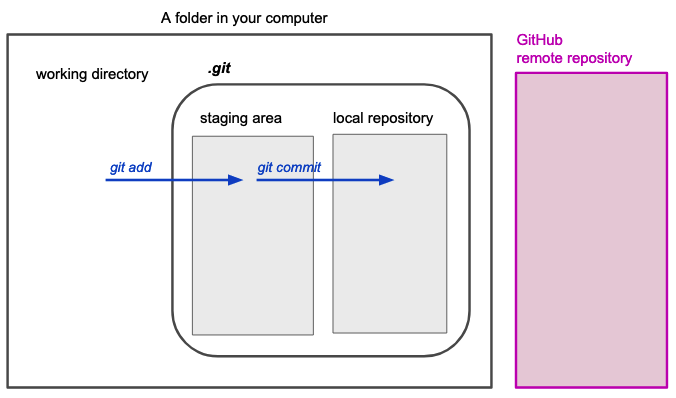 A folder in your computer
GitHub
remote repository
working directory
.git
staging area
local repository
git add
git commit